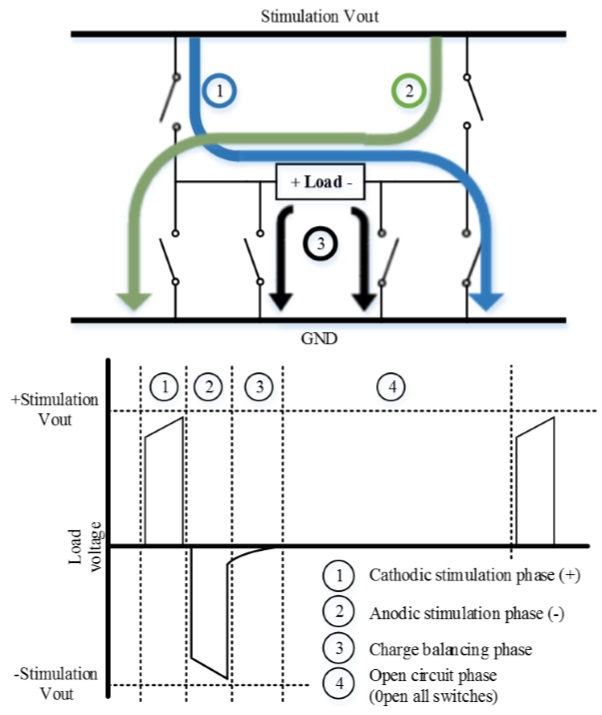 Stimulation Vout
1
2
+ Load -
3
GND
+Stimulation
Vout
1
2
3
4
Load
voltage
1 Cathodic stimulation phase (+)
2 Anodic stimulation phase (-)
3 Charge balancing phase
4 Open circuit phase
(0pen all switches)
-Stimulation
Vout